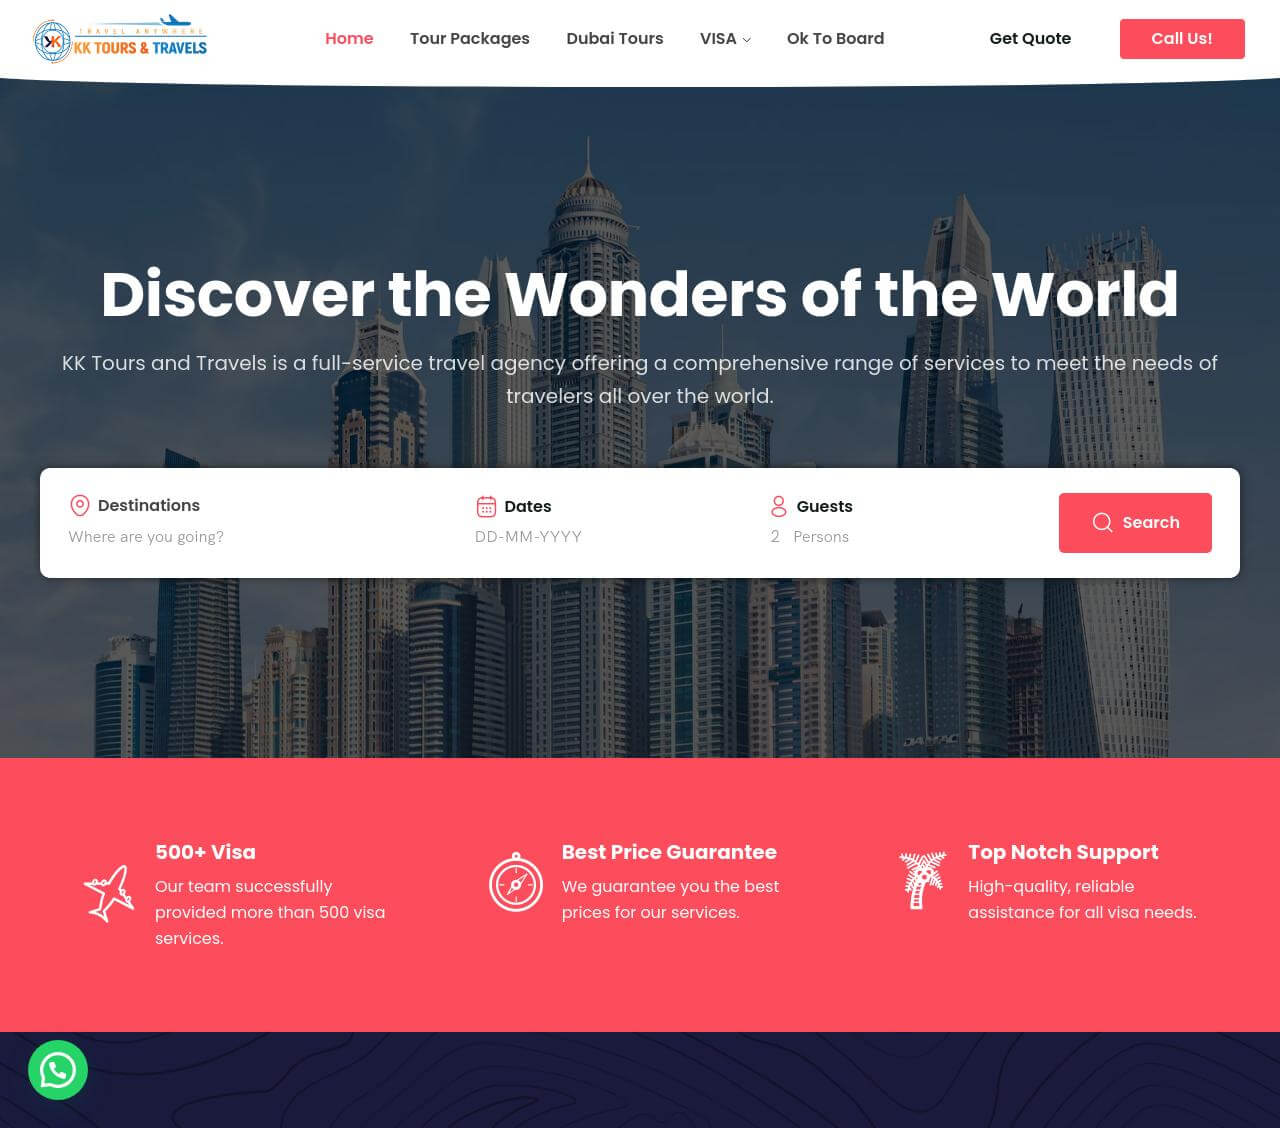 TRAVEL ANYWHERE
KK
KK TOURS & TRAVELS
Home
Tour Packages
Dubai Tours
VISA
Ok To Board
Get Quote
Call Us!
Discover the Wonders of the World
KK Tours and Travels is a full-service travel agency offering a comprehensive range of services to meet the needs of
travelers all over the world.
Destinations
Where are you going?
Dates
DD-MM-YYYY
Guests
2 Persons
Search
DAMAC
500+ Visa
Our team successfully
provided more than 500 visa
services.
Best Price Guarantee
We guarantee you the best
prices for our services.
Top Notch Support
High-quality, reliable
assistance for all visa needs.